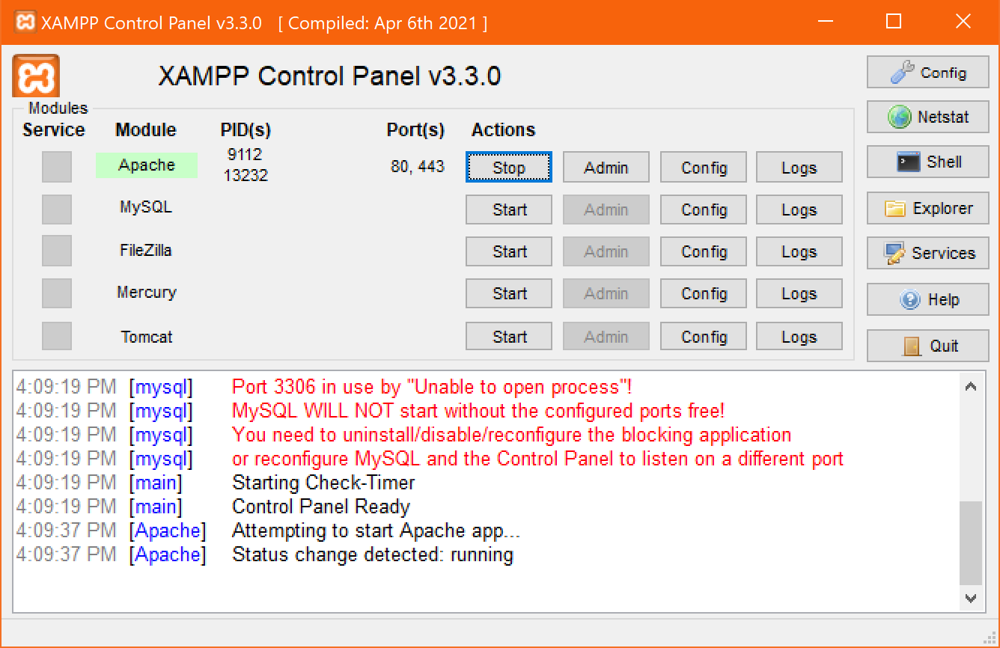 XAMPP Control Panel v3.3.0 [ Compiled: Apr 6th 2021 ]
XAMPP Control Panel v3.3.0
Config
Modules
Service Module PID(s) Port(s) Actions
Netstat
Apache 9112 13232 80, 443 Stop Admin Config Logs
Shell
MySQL Start Admin Config Logs
Explorer
FileZilla Start Admin Config Logs
Services
Mercury Start Admin Config Logs
Help
Tomcat Start Admin Config Logs
Quit
4:09:19 PM [mysql] Port 3306 in use by "Unable to open process"!
4:09:19 PM [mysql] MySQL WILL NOT start without the configured ports free!
4:09:19 PM [mysql] You need to uninstall/disable/reconfigure the blocking application
4:09:19 PM [mysql] or reconfigure MySQL and the Control Panel to listen on a different port
4:09:19 PM [main] Starting Check-Timer
4:09:19 PM [main] Control Panel Ready
4:09:37 PM [Apache] Attempting to start Apache app...
4:09:37 PM [Apache] Status change detected: running